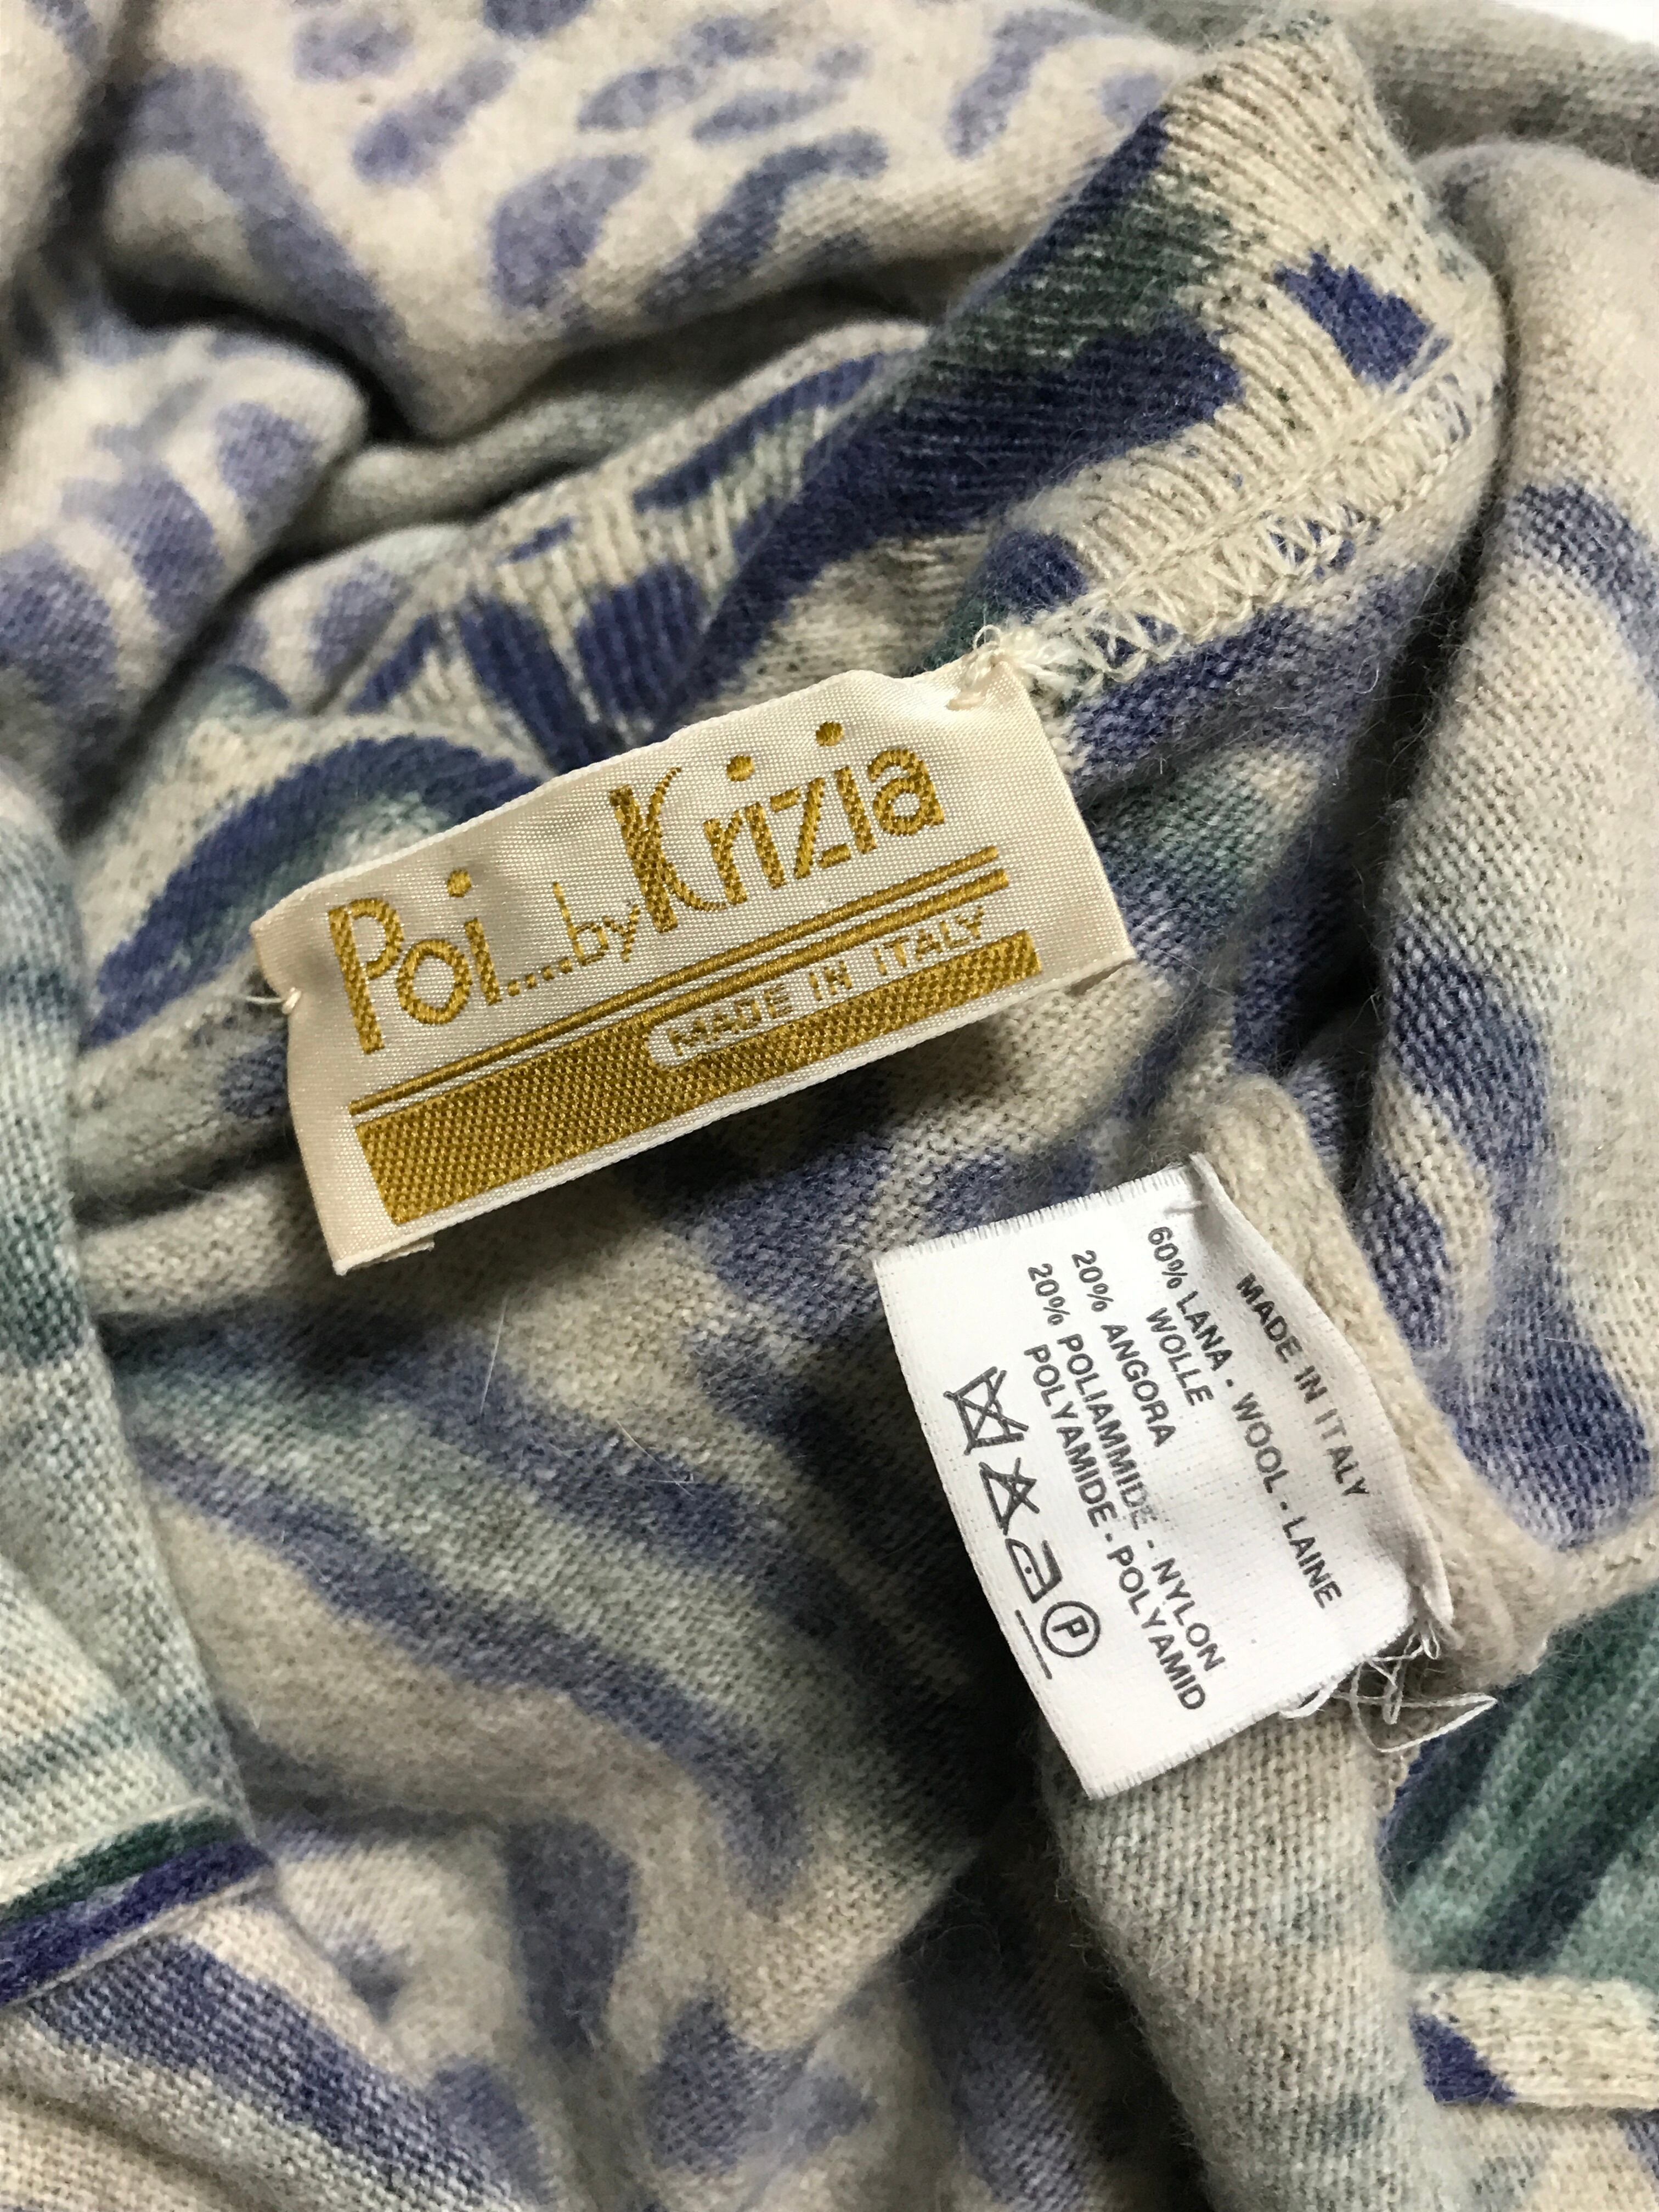 Poi....by Krizia
MADE IN ITALY
MADE IN ITALY
60% LANA - WOOL - LAINE
WOLLE
20% ANGORA
20% POLIAMMIDE - NYLON
POLYAMIDE - POLYAMID
P